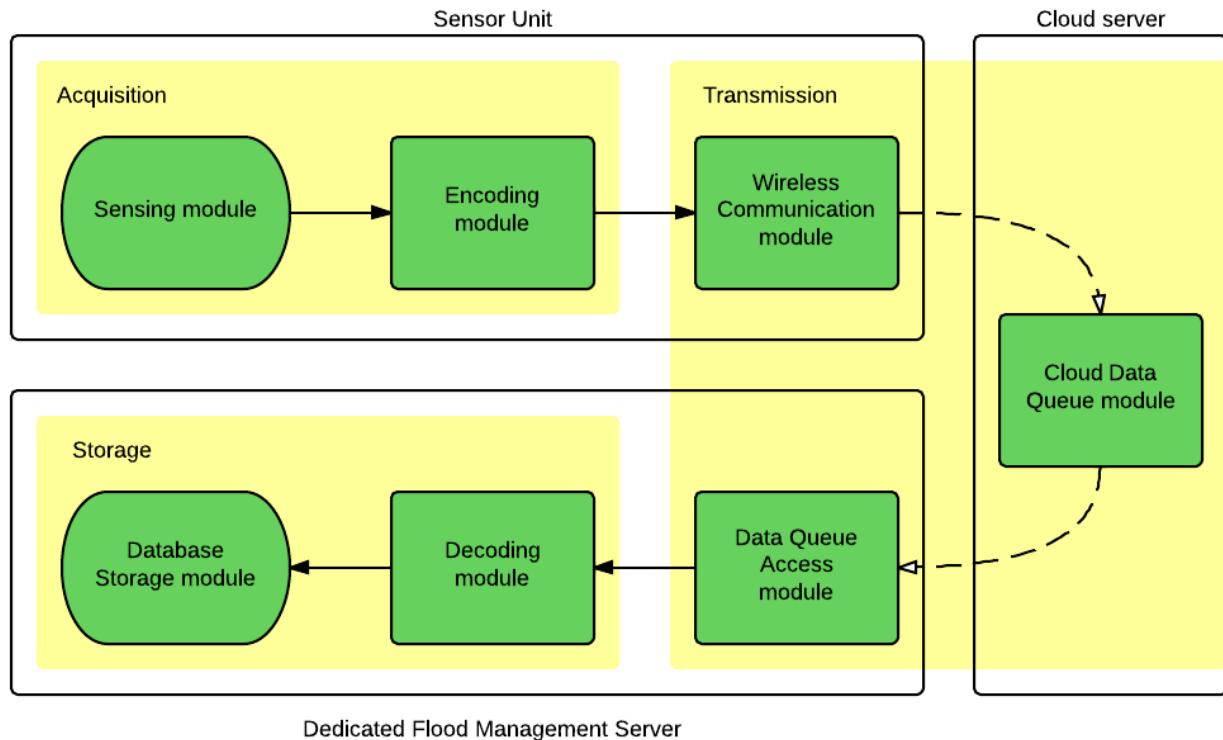 Sensor Unit
Cloud server
Acquisition
Transmission
Sensing module
Encoding
module
Wireless
Communication
module
Cloud Data
Queue module
Storage
Database
Storage module
Decoding
module
Data Queue
Access
module
Dedicated Flood Management Server